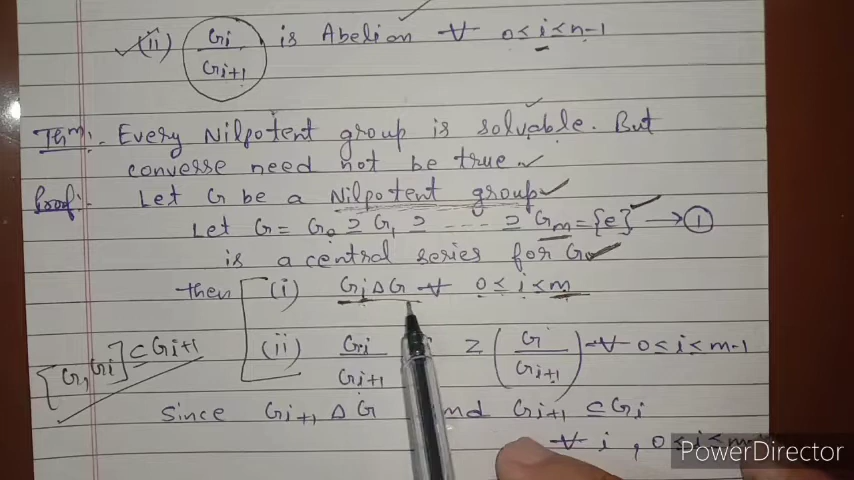 (ii) Gi/Gi+1 is Abelian ∀ 0≤i≤n-1
Thm:- Every Nilpotent group is solvable. But
converse need not be true
Proof:- Let G be a Nilpotent group
Let G = G0 ⊇ G1 ⊇ ---- ⊇ Gm = {e} → ①
is a central series for G
then (i) Gi Δ G ∀ 0≤i≤m
(ii) Gi/Gi+1 Z(G/Gi+1) ∀ 0≤i≤m-1
[G, Gi] ⊆ Gi+1
Since Gi+1 Δ G and Gi+1 ⊆ Gi
∀ i, 0≤i≤m-1
PowerDirector